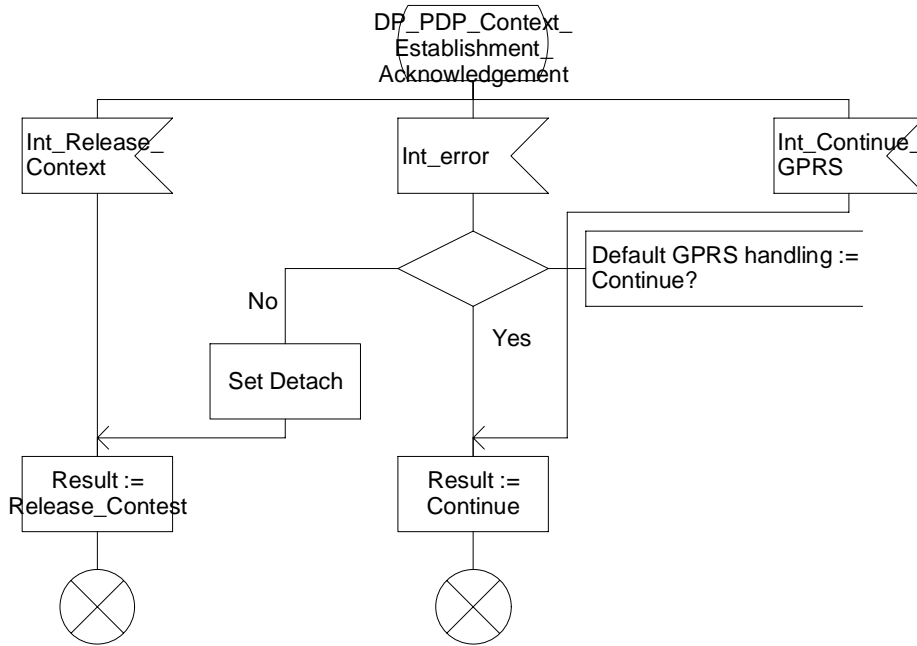 DP_PDP_Context_
Establishment_
Acknowledgement
Int_Release_
Context
Int_error
Int_Continue_
GPRS
Default GPRS handling :=
Continue?
No
Yes
Set Detach
Result :=
Release_Contest
Result :=
Continue